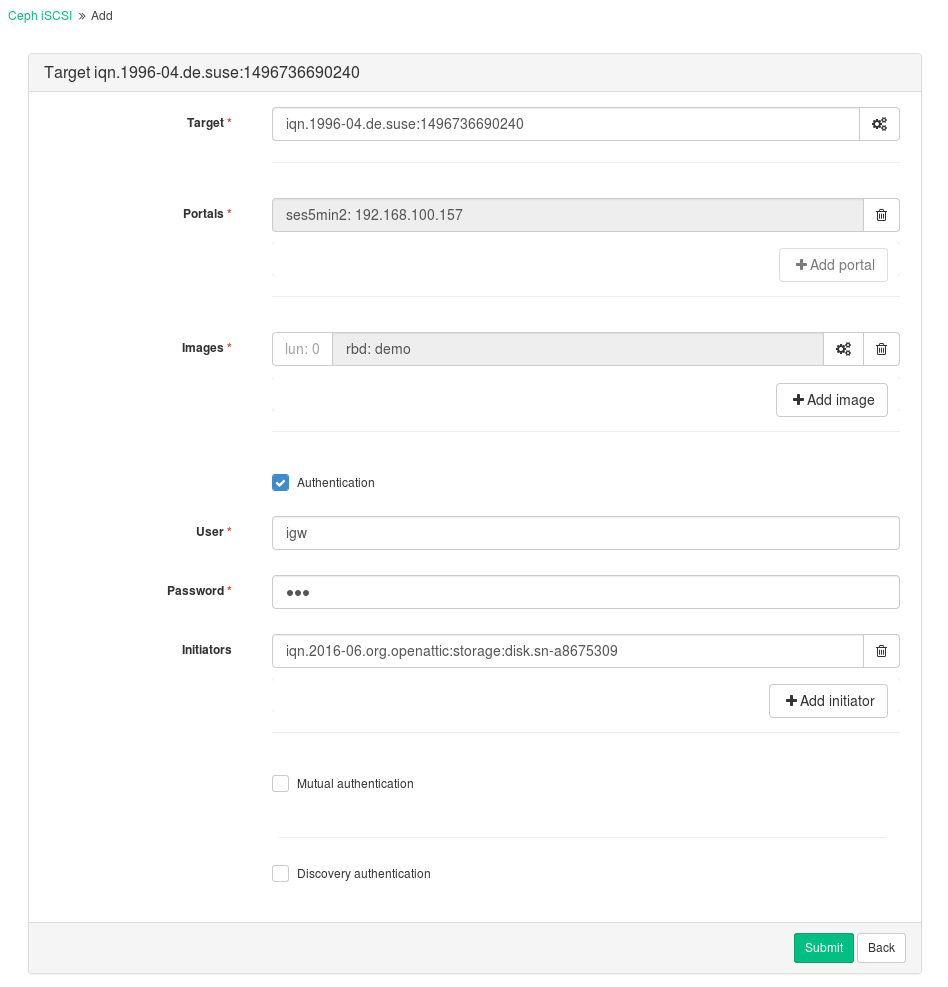 Ceph iSCSI » Add
Target iqn.1996-04.de.suse:1496736690240
Target * iqn.1996-04.de.suse:1496736690240
Portals * ses5min2: 192.168.100.157
Add portal
Images * lun: 0 rbd: demo
Add image
Authentication
User * igw
Password * •••
Initiators iqn.2016-06.org.openattic:storage:disk.sn-a8675309
Add initiator
Mutual authentication
Discovery authentication
Submit Back